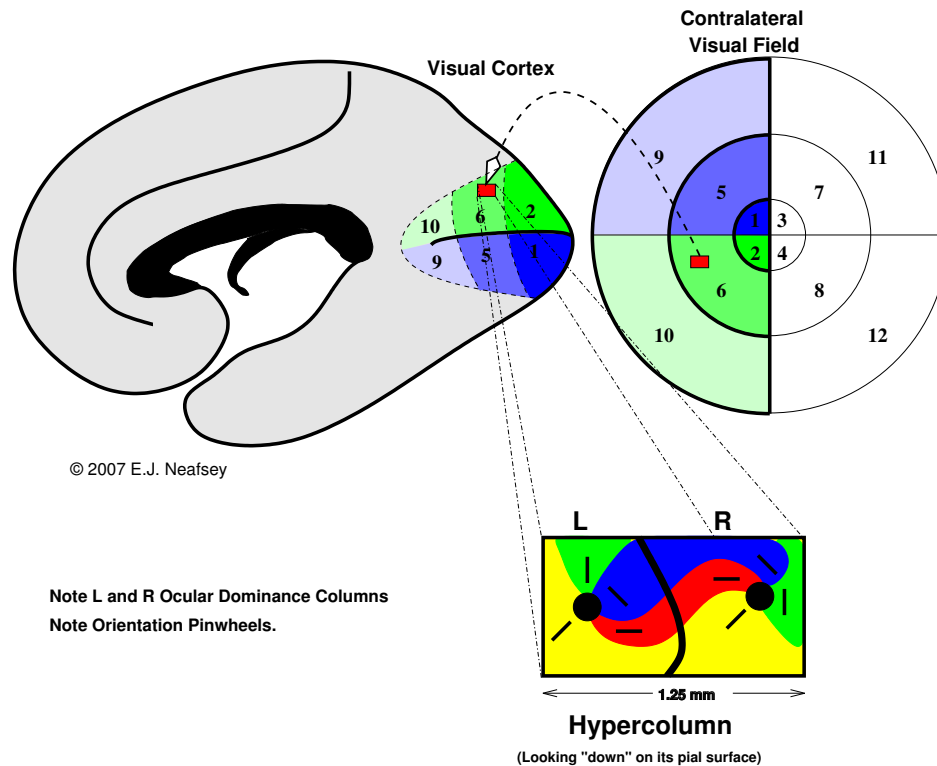 Contralateral
Visual Field
Visual Cortex
9
11
5
7
1
3
2
4
6
8
10
12
10
6
2
9
5
1
© 2007 E.J. Neafsey
L
R
Note L and R Ocular Dominance Columns
Note Orientation Pinwheels.
1.25 mm
Hypercolumn
(Looking "down" on its pial surface)